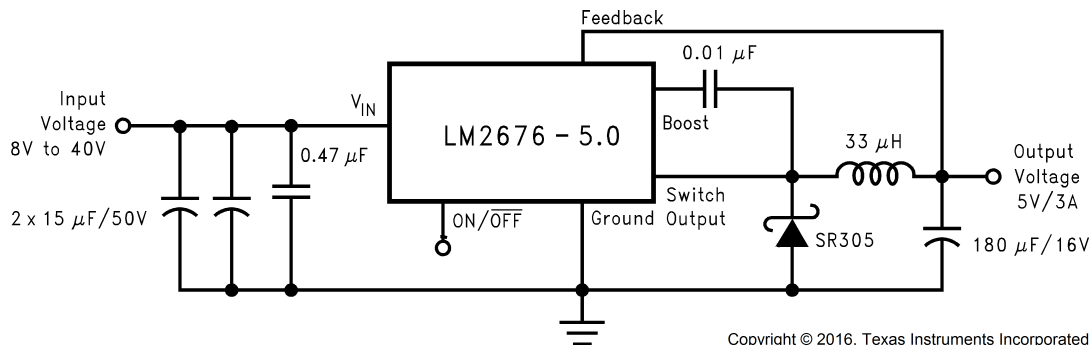 Feedback
0.01 μF
Input
Voltage
8V to 40V
V_IN
LM2676 - 5.0
Boost
0.47 μF
33 μH
Output
Voltage
5V/3A
2 x 15 μF/50V
ON/O̅F̅F̅
Ground
Switch
Output
SR305
180 μF/16V
Copyright © 2016, Texas Instruments Incorporated